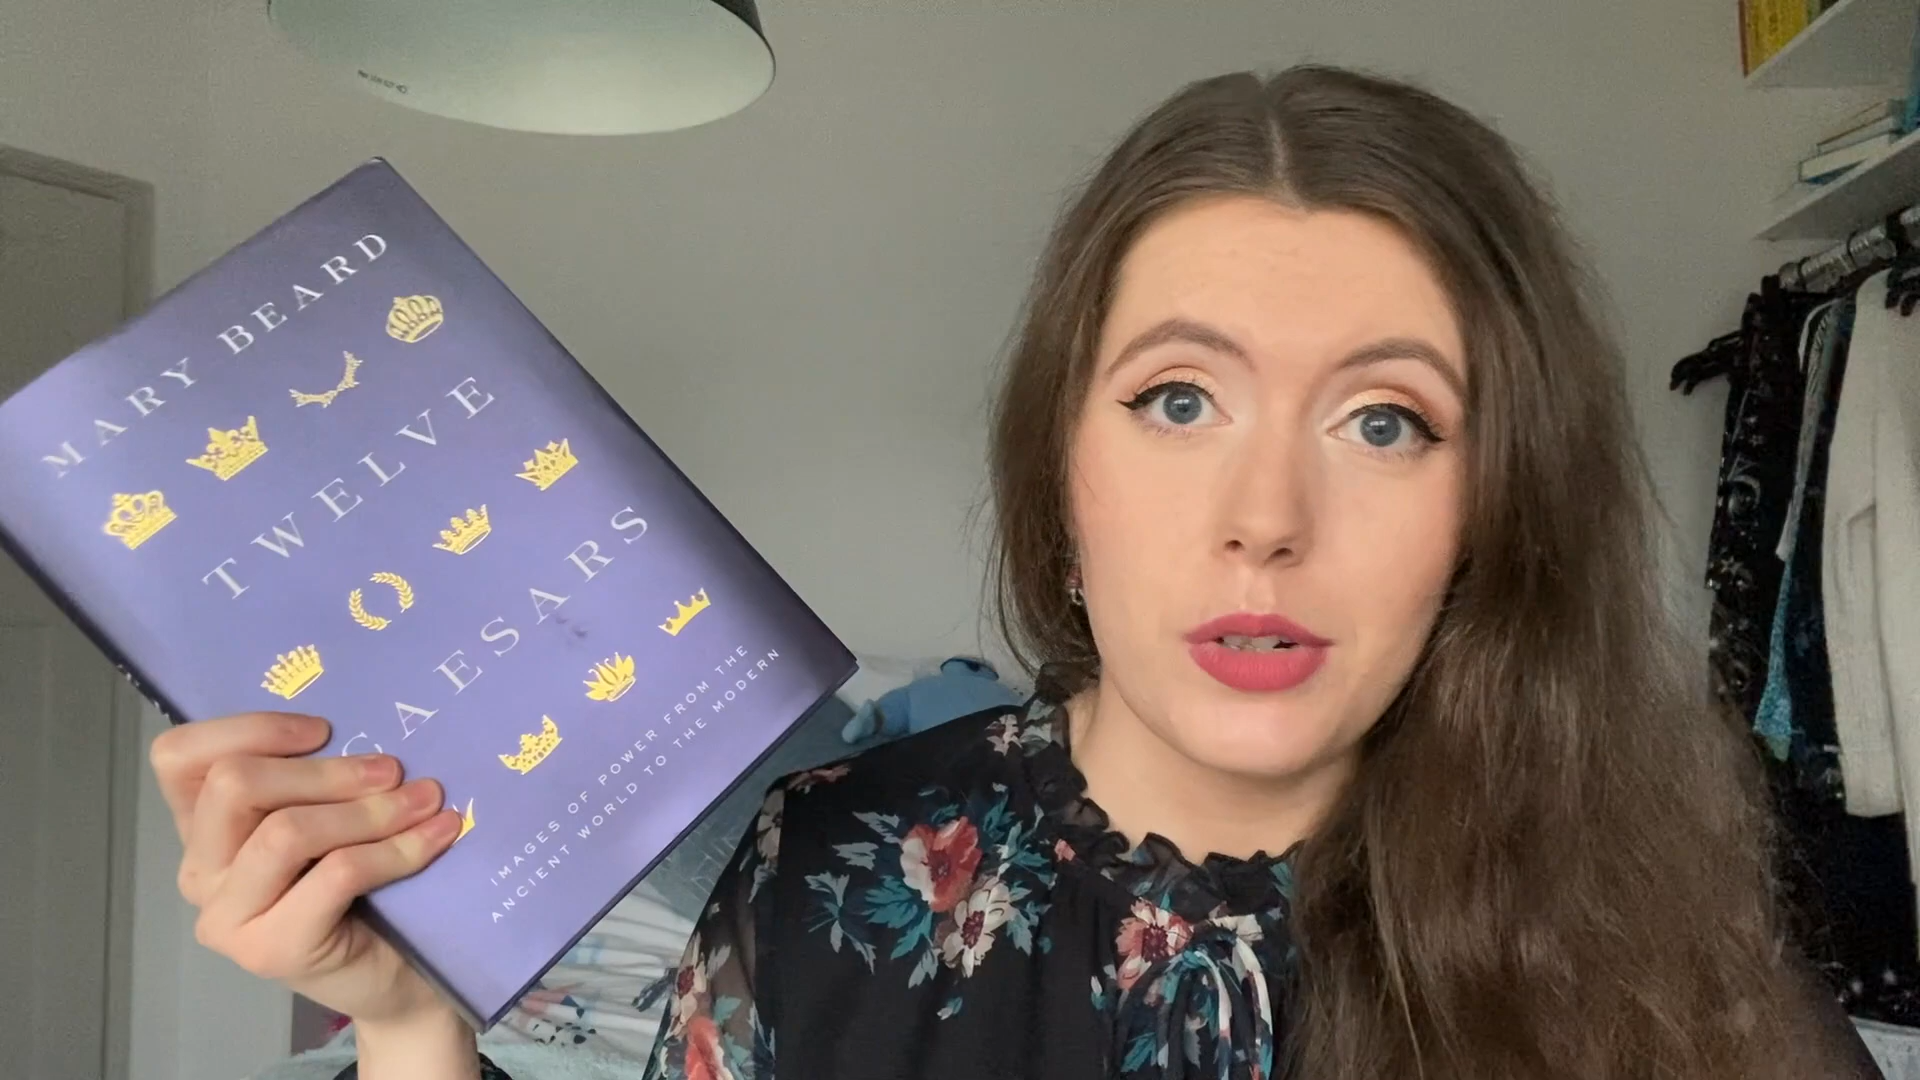 MARY BEARD
TWELVE
CAESARS
IMAGES OF POWER FROM THE
ANCIENT WORLD TO THE MODERN